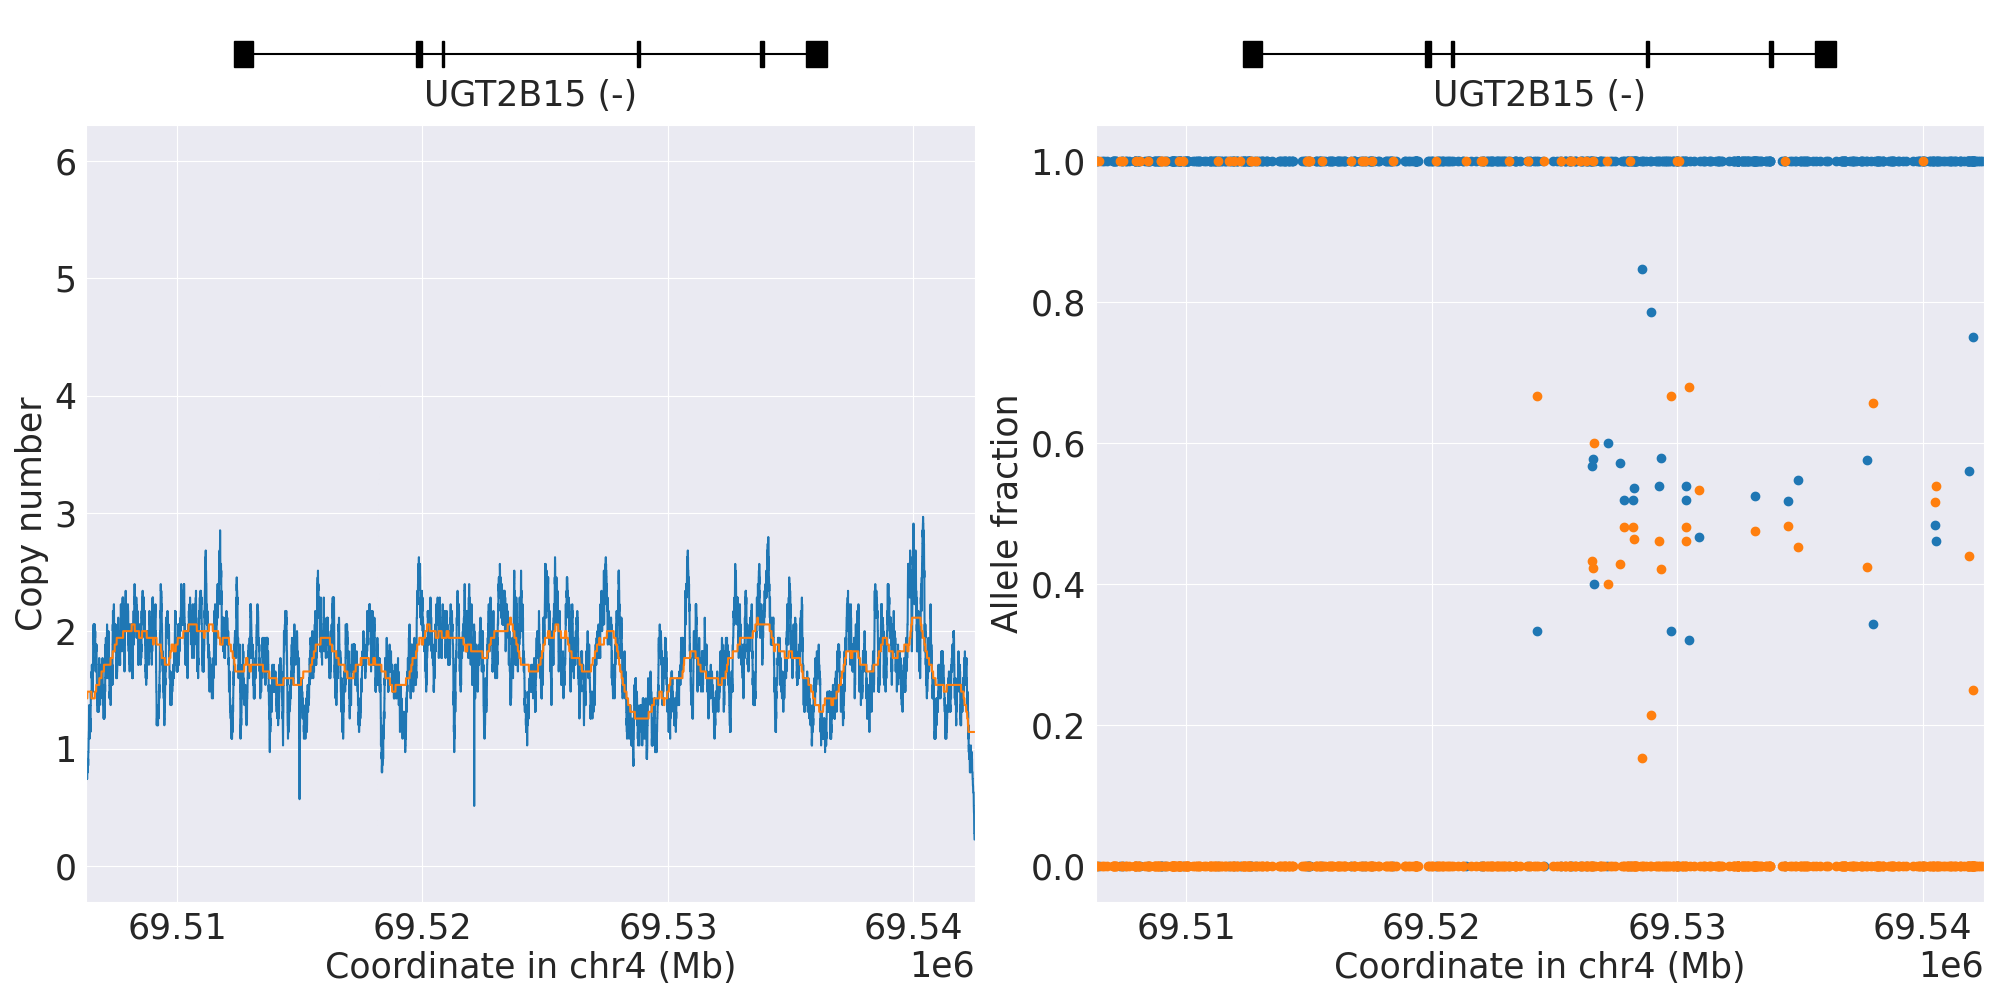 UGT2B15 (-)
UGT2B15 (-)
6
5
4
3
2
1
0
Copy number
69.51
69.52
69.53
69.54
Coordinate in chr4 (Mb)
1e6
1.0
0.8
0.6
0.4
0.2
0.0
Allele fraction
69.51
69.52
69.53
69.54
Coordinate in chr4 (Mb)
1e6